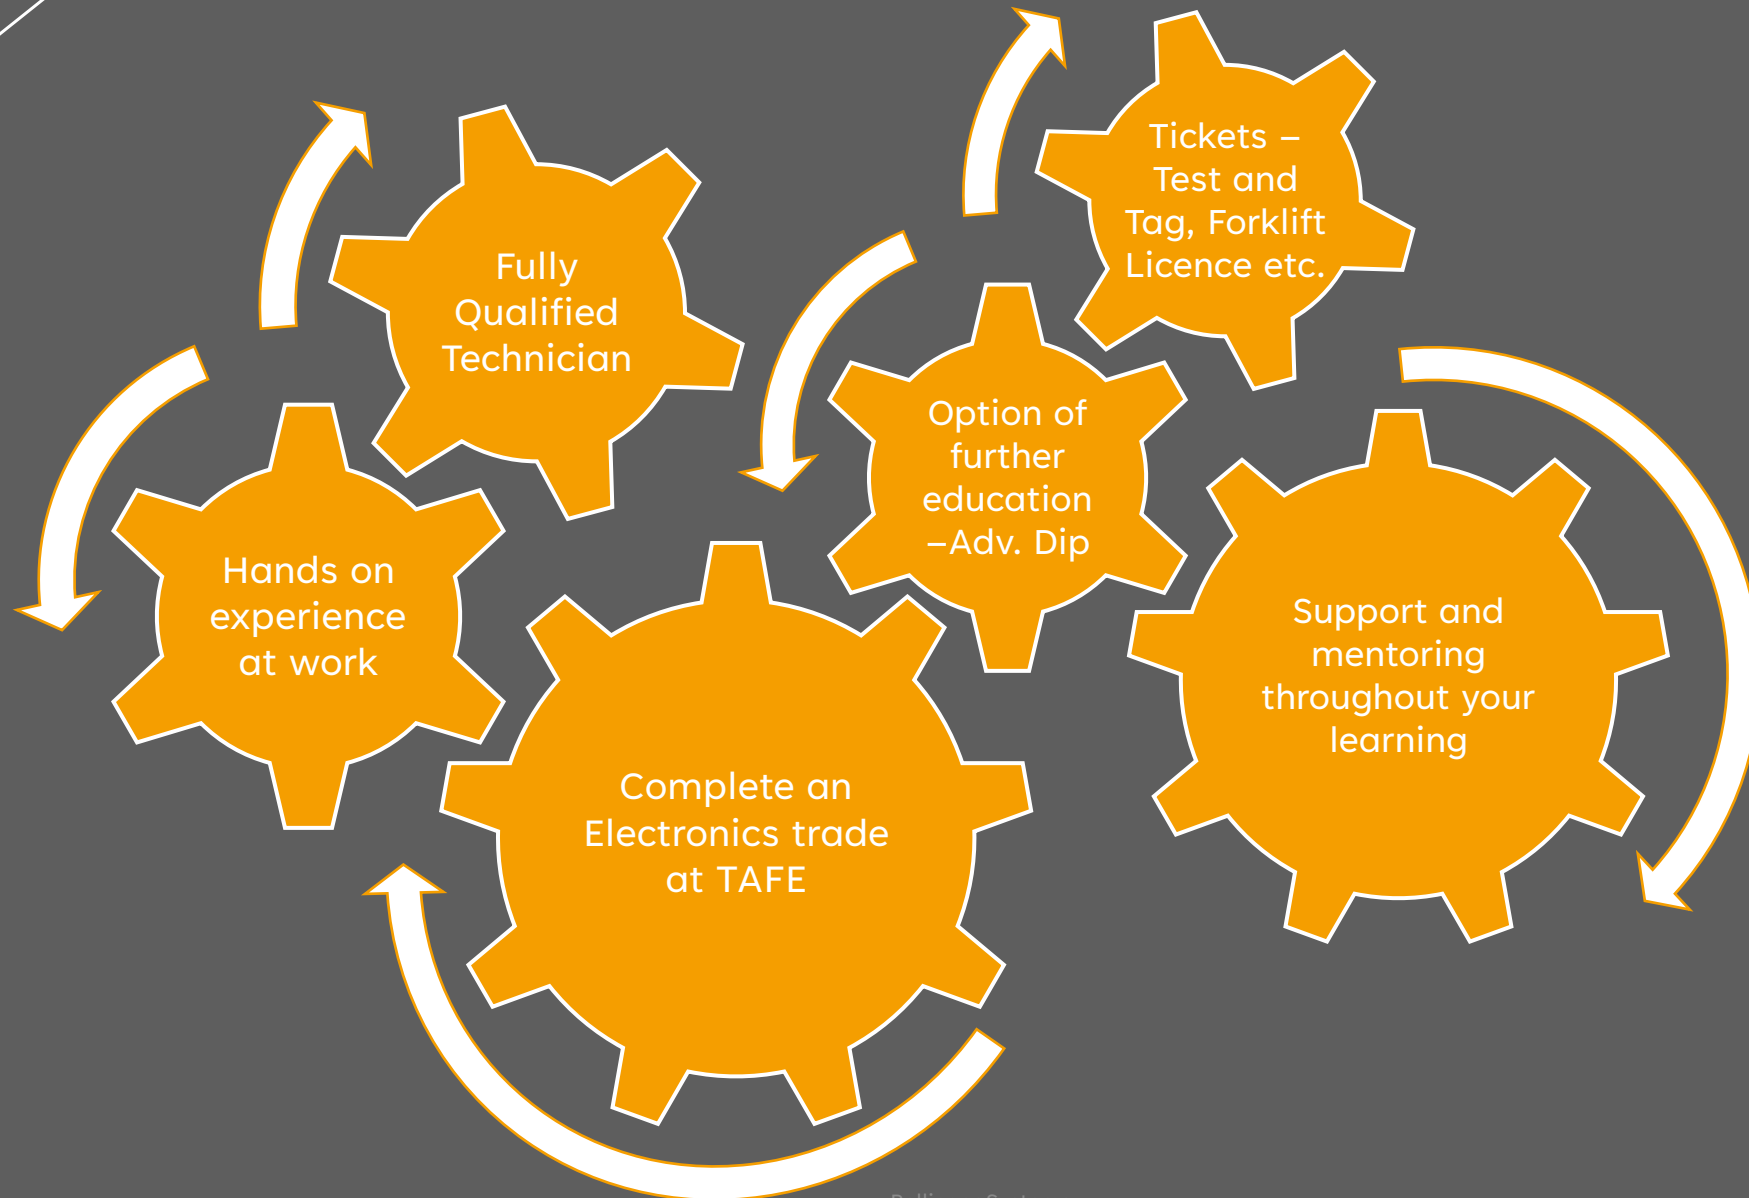 Fully
Qualified
Technician
Hands on
experience
at work
Complete an
Electronics trade
at TAFE
Tickets –
Test and
Tag, Forklift
Licence etc.
Option of
further
education
–Adv. Dip
Support and
mentoring
throughout your
learning